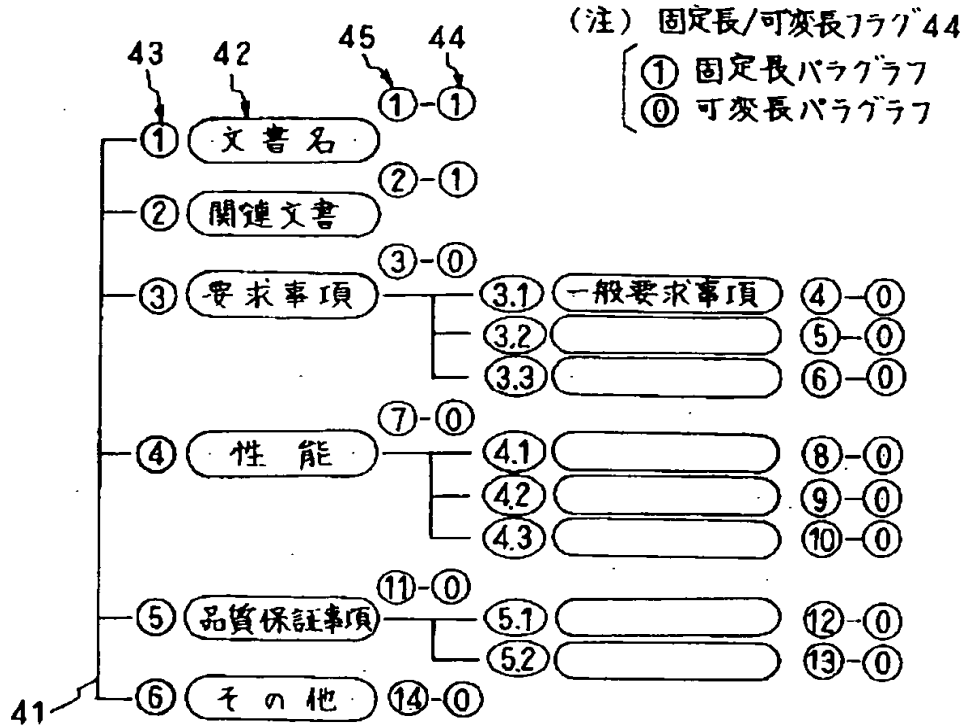 (注) 固定長/可変長フラグ44
① 固定長パラグラフ
⓪ 可変長パラグラフ
43 42 45 44
①-①
① 文書名
②-①
② 関連文書
③-⓪
③ 要求事項 3.1 一般要求事項 ④-⓪
3.2 ⑤-⓪
3.3 ⑥-⓪
⑦-⓪
④ 性能 4.1 ⑧-⓪
4.2 ⑨-⓪
4.3 ⑩-⓪
⑪-⓪
⑤ 品質保証事項 5.1 ⑫-⓪
5.2 ⑬-⓪
⑥ その他 ⑭-⓪
41